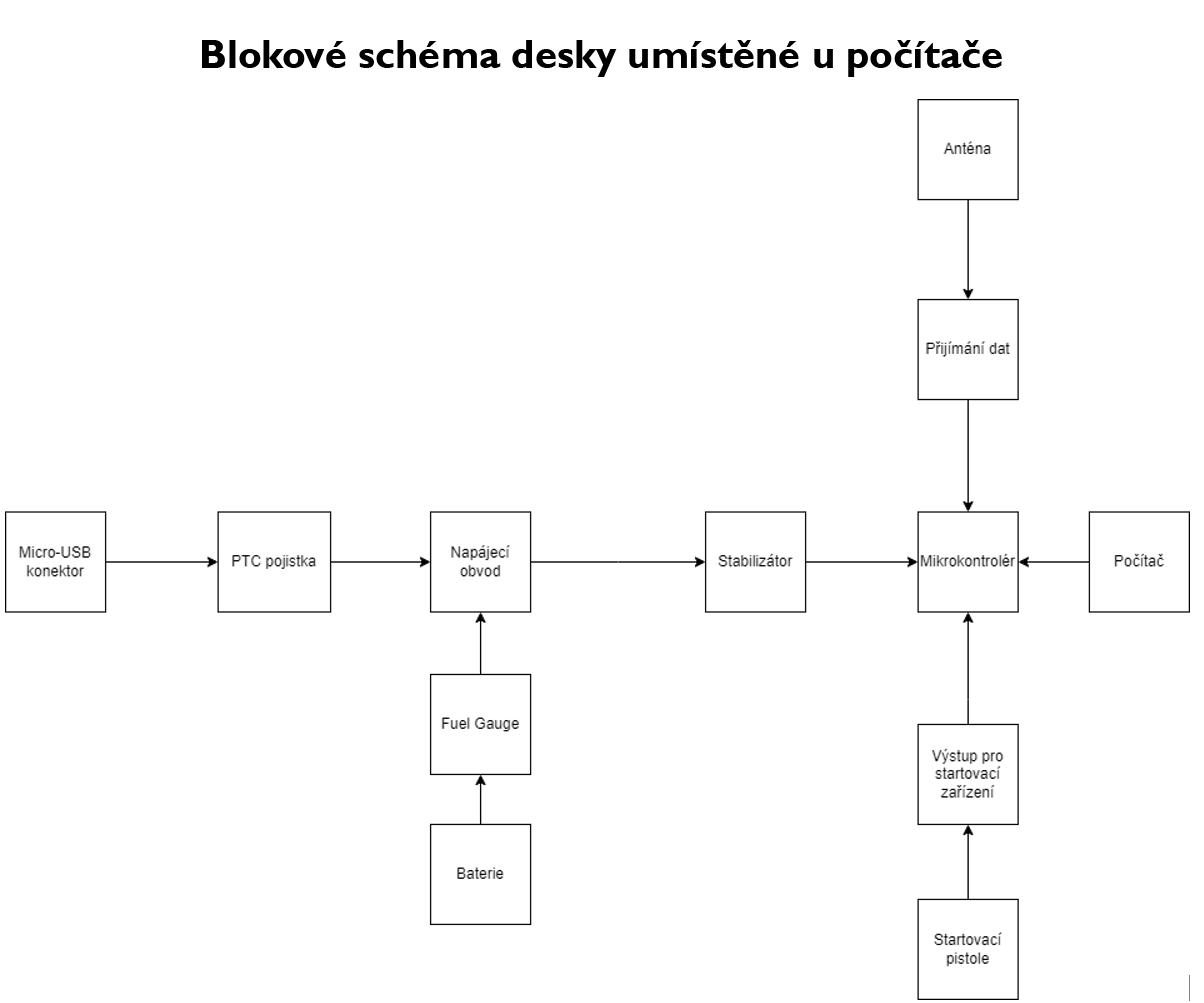 Blokové schéma desky umístěné u počítače
Anténa
Přijímání dat
Micro-USB
konektor
PTC pojistka
Napájecí
obvod
Stabilizátor
Mikrokontrolér
Počítač
Fuel Gauge
Výstup pro
startovací
zařízení
Baterie
Startovací
pistole